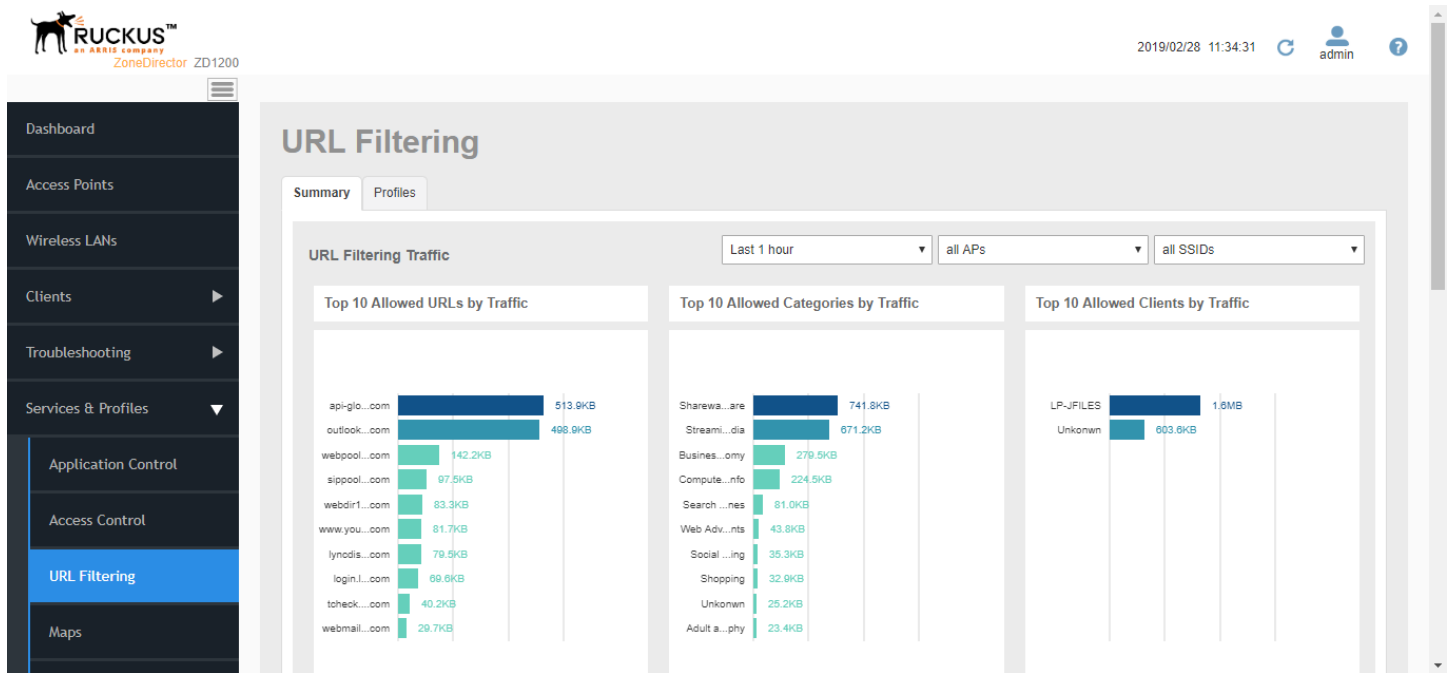 RUCKUS™
an ARRIS company
ZoneDirector ZD1200
2019/02/28 11:34:31
admin
?
Dashboard
Access Points
Wireless LANs
Clients
Troubleshooting
Services & Profiles
Application Control
Access Control
URL Filtering
Maps
URL Filtering
Summary
Profiles
URL Filtering Traffic
Last 1 hour
all APs
all SSIDs
Top 10 Allowed URLs by Traffic
api-glo...com 513.9KB
outlook...com 498.9KB
webpool...com 142.2KB
sippool...com 97.5KB
webdir1...com 83.3KB
www.you...com 81.7KB
lyncdis...com 79.5KB
login.l...com 69.6KB
tcheck....com 40.2KB
webmail...com 29.7KB
Top 10 Allowed Categories by Traffic
Sharewa...are 741.8KB
Streami...dia 671.2KB
Busines...omy 279.5KB
Compute...nfo 224.5KB
Search ...nes 81.0KB
Web Adv...nts 43.8KB
Social ...ing 35.3KB
Shopping 32.9KB
Unkonwn 25.2KB
Adult a...phy 23.4KB
Top 10 Allowed Clients by Traffic
LP-JFILES 1.6MB
Unkonwn 603.6KB